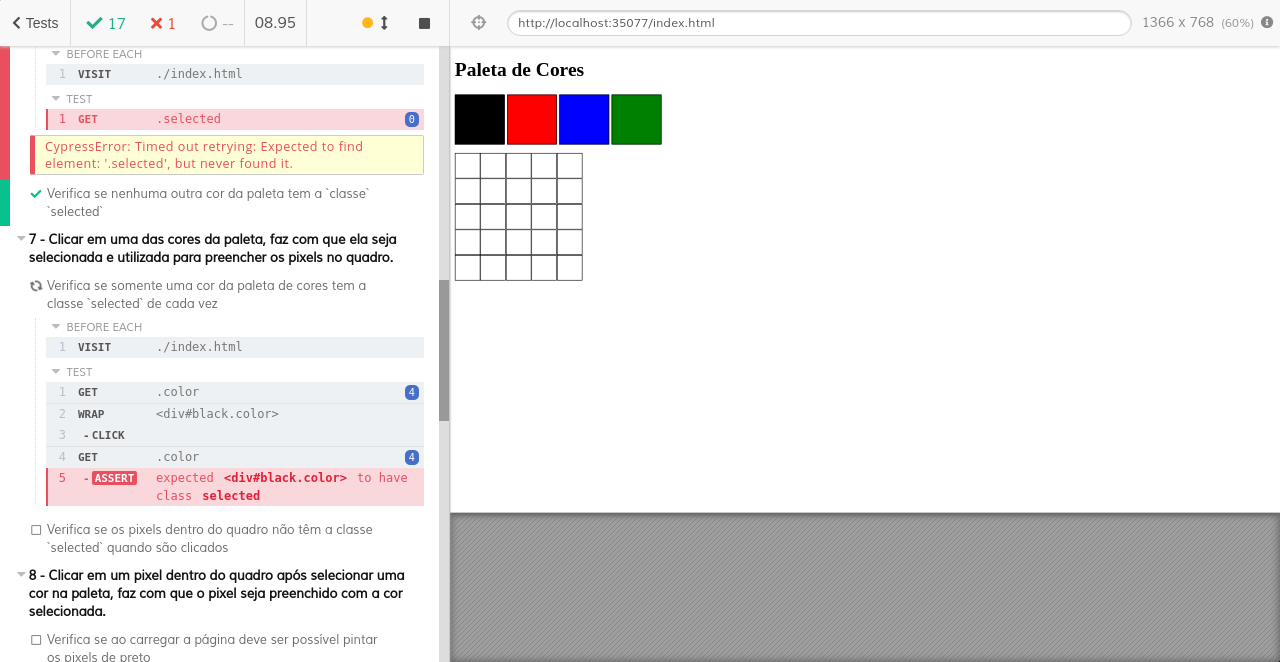 Tests 17 1 -- 08.95
http://localhost:35077/index.html 1366 x 768 (60%)
BEFORE EACH
1 VISIT ./index.html
TEST
1 GET .selected 0
CypressError: Timed out retrying: Expected to find
element: '.selected', but never found it.
Verifica se nenhuma outra cor da paleta tem a `classe`
`selected`
7 - Clicar em uma das cores da paleta, faz com que ela seja
selecionada e utilizada para preencher os pixels no quadro.
Verifica se somente uma cor da paleta de cores tem a
classe `selected` de cada vez
BEFORE EACH
1 VISIT ./index.html
TEST
1 GET .color 4
2 WRAP <div#black.color>
3 - CLICK
4 GET .color 4
5 - ASSERT expected <div#black.color> to have
class selected
Verifica se os pixels dentro do quadro não têm a classe
`selected` quando são clicados
8 - Clicar em um pixel dentro do quadro após selecionar uma
cor na paleta, faz com que o pixel seja preenchido com a cor
selecionada.
Verifica se ao carregar a página deve ser possível pintar
os pixels de preto
Paleta de Cores